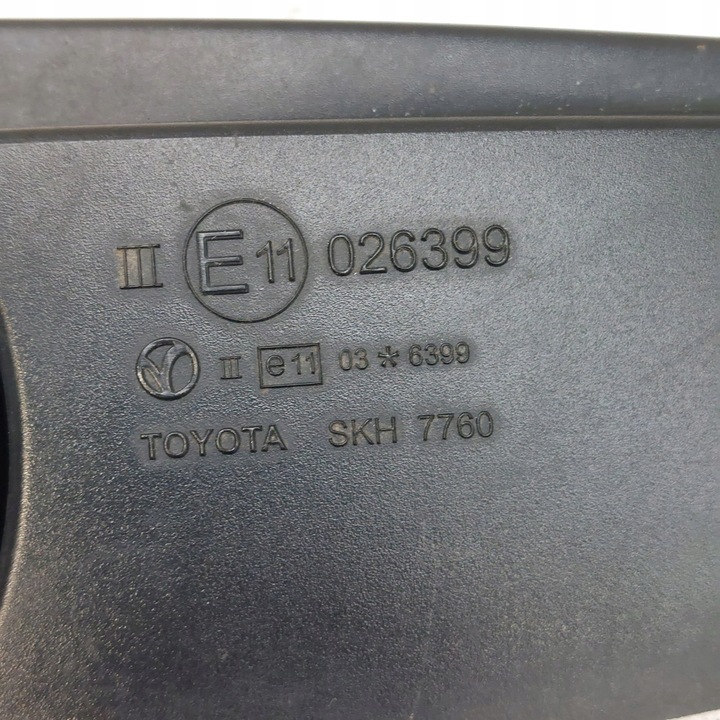 III E11 026399
II e11 03*6399
TOYOTA SKH 7760